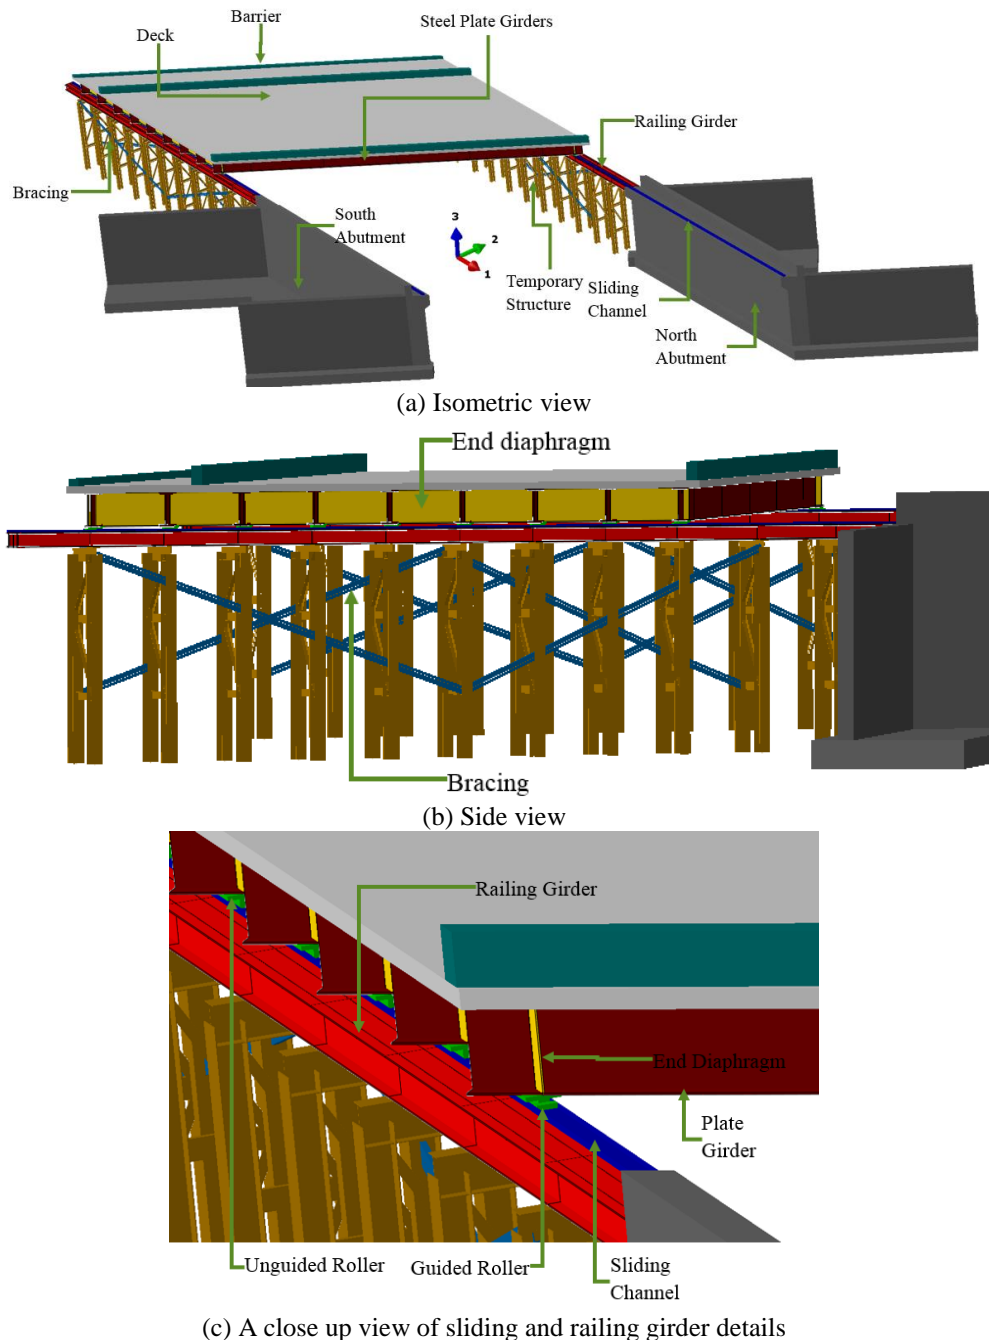 Barrier
Steel Plate Girders
Deck
Railing Girder
Bracing
South
Abutment
3
2
1
Temporary
Structure
Sliding
Channel
North
Abutment
(a) Isometric view
End diaphragm
Bracing
(b) Side view
Railing Girder
End Diaphragm
Plate
Girder
Unguided Roller
Guided Roller
Sliding
Channel
(c) A close up view of sliding and railing girder details